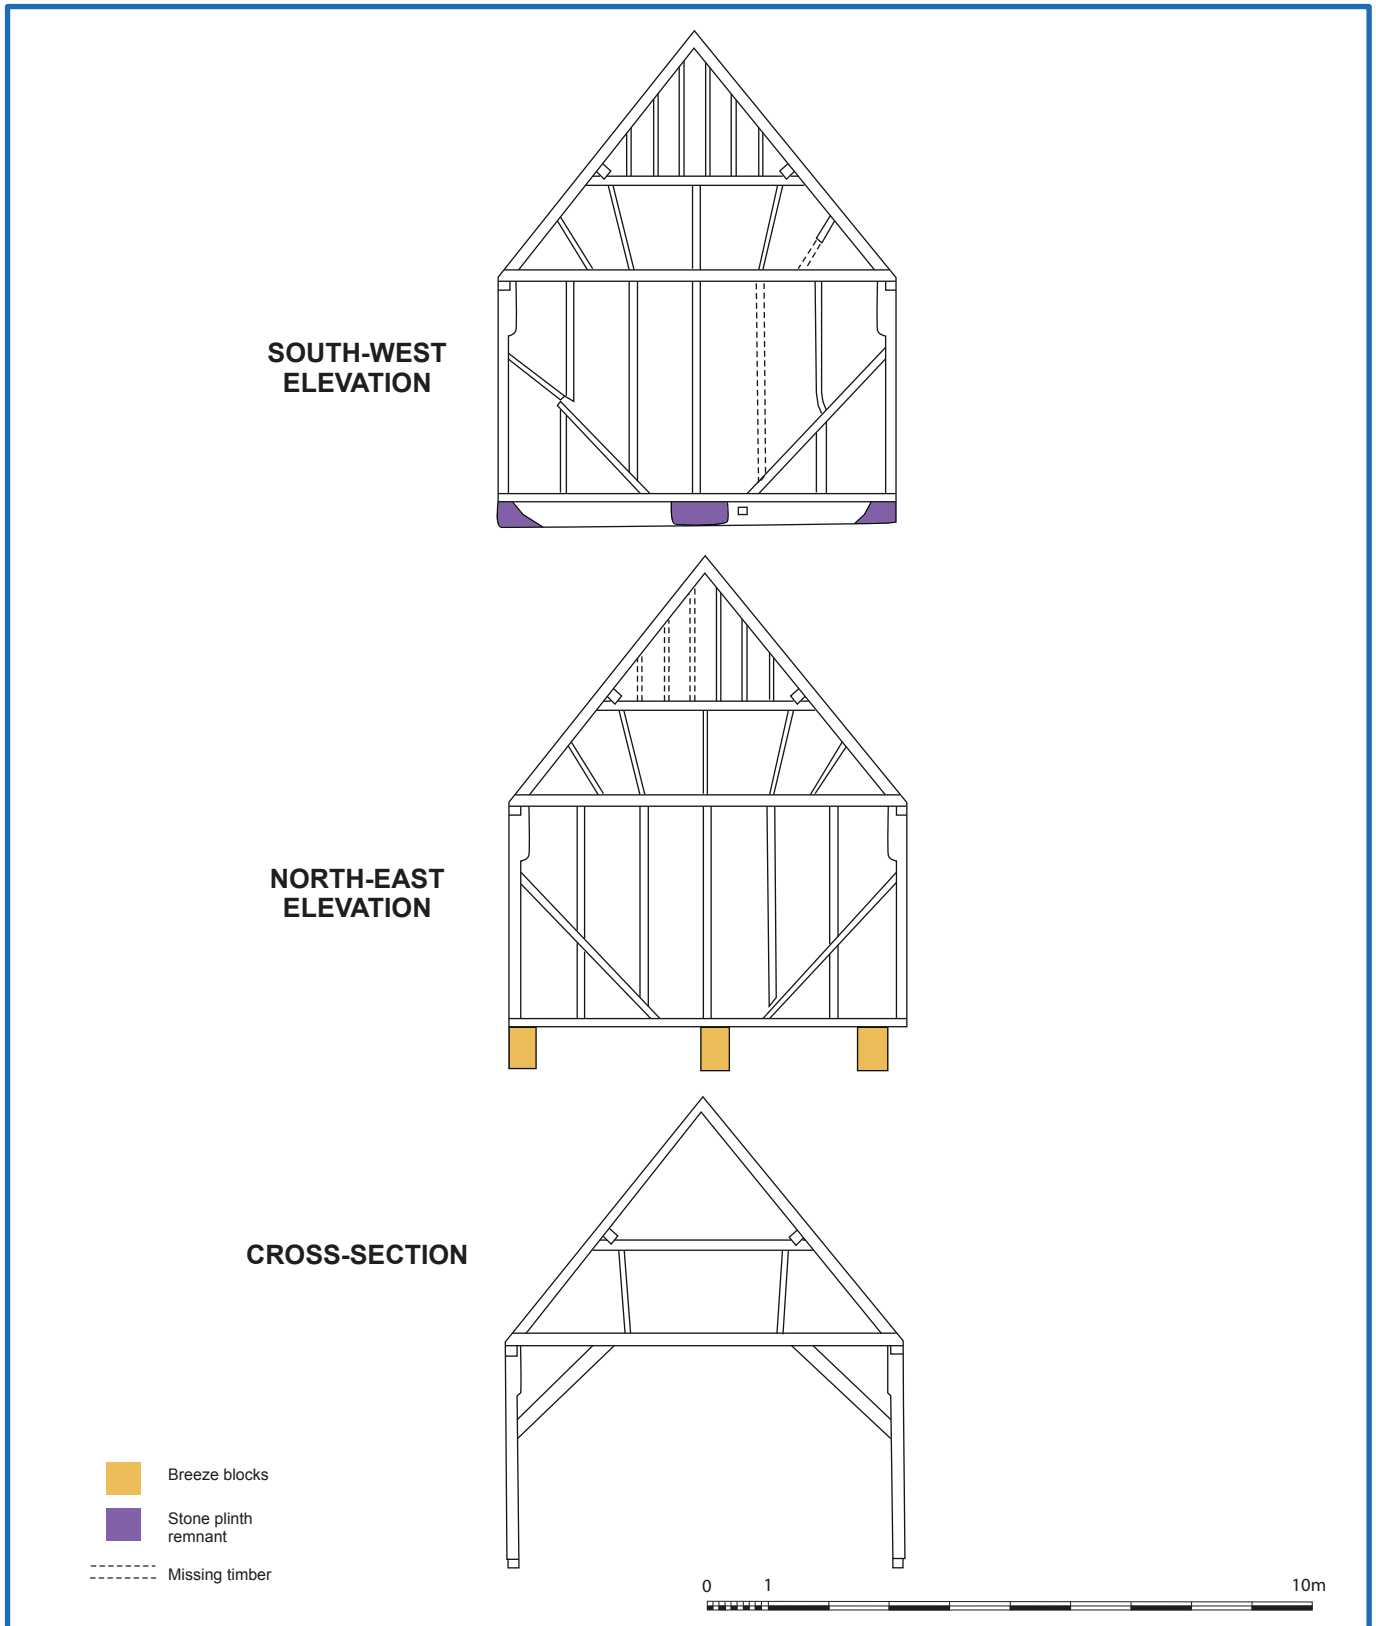 SOUTH-WEST
ELEVATION
NORTH-EAST
ELEVATION
CROSS-SECTION
Breeze blocks
Stone plinth
remnant
Missing timber
0 1 10m